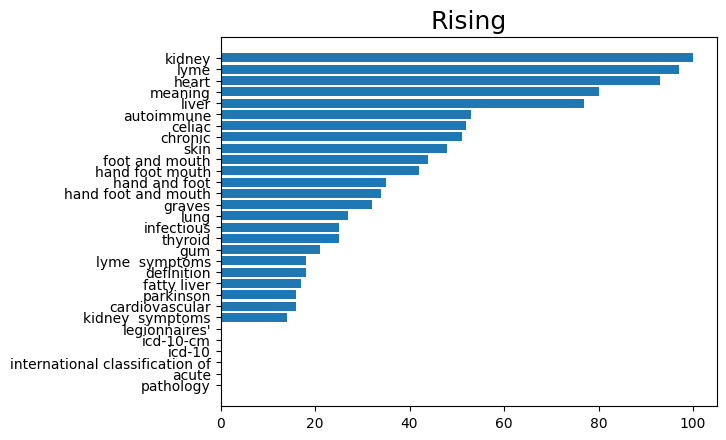 Rising
kidney
lyme
heart
meaning
liver
autoimmune
celiac
chronic
skin
foot and mouth
hand foot mouth
hand and foot
hand foot and mouth
graves
lung
infectious
thyroid
gum
lyme  symptoms
definition
fatty liver
parkinson
cardiovascular
kidney  symptoms
legionnaires'
icd-10-cm
icd-10
international classification of
acute
pathology
0 20 40 60 80 100